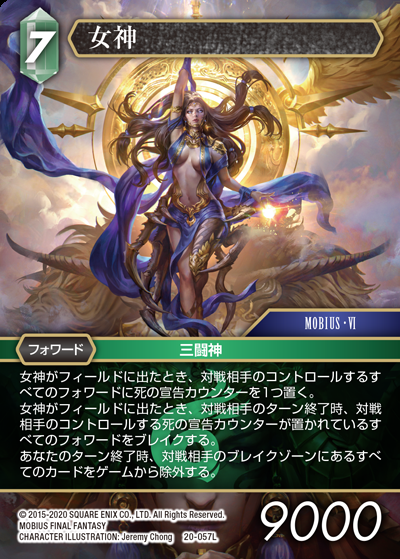 7
女神
MOBIUS・VI
フォワード
三闘神
女神がフィールドに出たとき、対戦相手のコントロールするす
べてのフォワードに死の宣告カウンターを1つ置く。
女神がフィールドに出たとき、対戦相手のターン終了時、対戦
相手のコントロールする死の宣告カウンターが置かれているす
べてのフォワードをブレイクする。
あなたのターン終了時、対戦相手のブレイクゾーンにあるすべ
てのカードをゲームから除外する。
© 2015-2020 SQUARE ENIX CO., LTD. All Rights Reserved.
MOBIUS FINAL FANTASY
CHARACTER ILLUSTRATION: Jeremy Chong
20-057L
9000